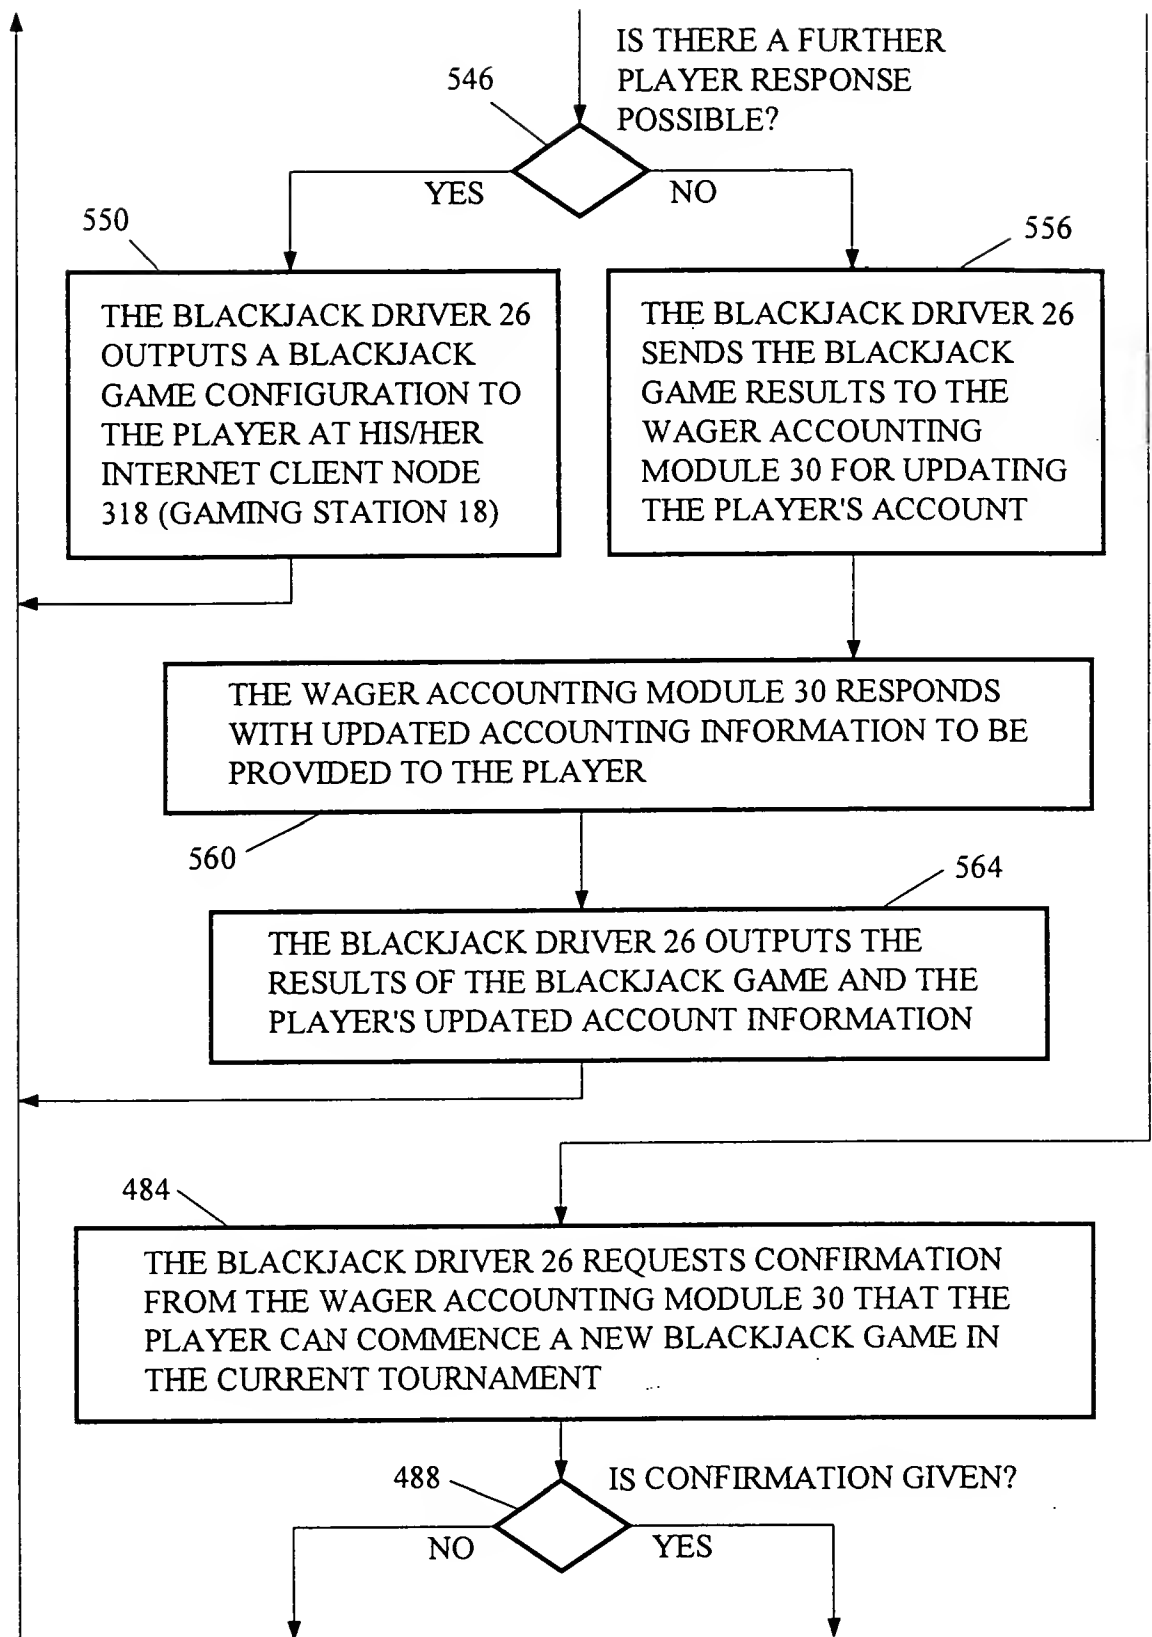 IS THERE A FURTHER
PLAYER RESPONSE
POSSIBLE?
546
YES
NO
550
556
THE BLACKJACK DRIVER 26
OUTPUTS A BLACKJACK
GAME CONFIGURATION TO
THE PLAYER AT HIS/HER
INTERNET CLIENT NODE
318 (GAMING STATION 18)
THE BLACKJACK DRIVER 26
SENDS THE BLACKJACK
GAME RESULTS TO THE
WAGER ACCOUNTING
MODULE 30 FOR UPDATING
THE PLAYER'S ACCOUNT
THE WAGER ACCOUNTING MODULE 30 RESPONDS
WITH UPDATED ACCOUNTING INFORMATION TO BE
PROVIDED TO THE PLAYER
560
564
THE BLACKJACK DRIVER 26 OUTPUTS THE
RESULTS OF THE BLACKJACK GAME AND THE
PLAYER'S UPDATED ACCOUNT INFORMATION
484
THE BLACKJACK DRIVER 26 REQUESTS CONFIRMATION
FROM THE WAGER ACCOUNTING MODULE 30 THAT THE
PLAYER CAN COMMENCE A NEW BLACKJACK GAME IN
THE CURRENT TOURNAMENT
488
IS CONFIRMATION GIVEN?
NO
YES